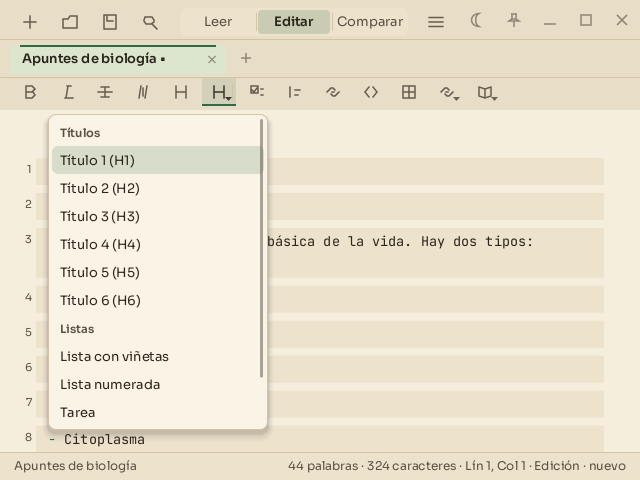 Leer
Editar
Comparar
Apuntes de biología •
Títulos
Título 1 (H1)
Título 2 (H2)
Título 3 (H3)
Título 4 (H4)
Título 5 (H5)
Título 6 (H6)
Listas
Lista con viñetas
Lista numerada
Tarea
1
2
3
básica de la vida. Hay dos tipos:
4
5
6
7
8
- Citoplasma
Apuntes de biología
44 palabras · 324 caracteres · Lín 1, Col 1 · Edición · nuevo